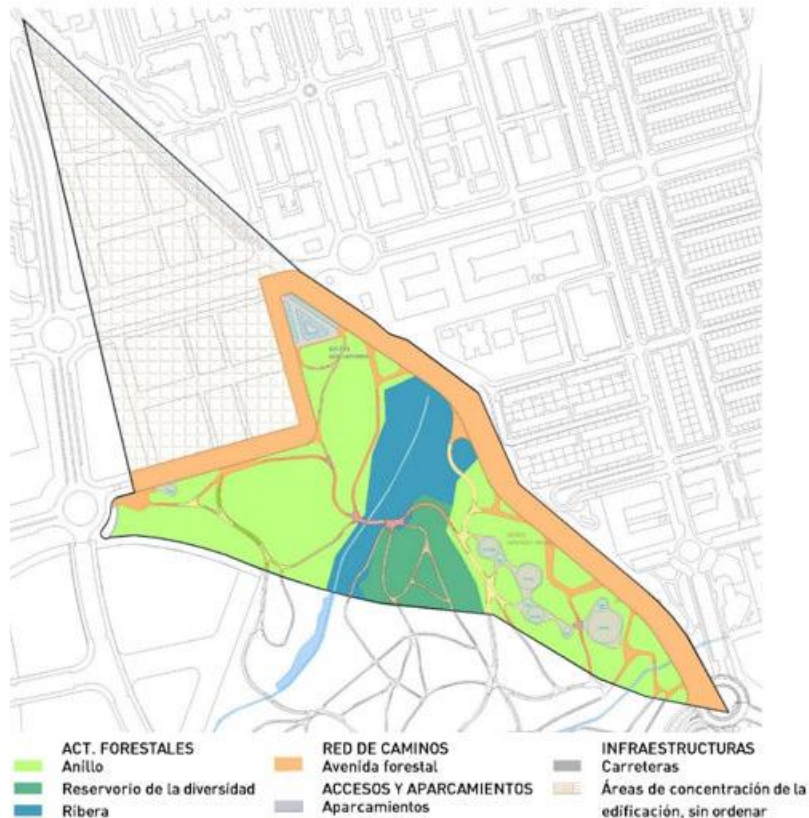 ACT. FORESTALES
Anillo
Reservorio de la diversidad
Ribera
RED DE CAMINOS
Avenida forestal
ACCESOS Y APARCAMIENTOS
Aparcamientos
INFRAESTRUCTURAS
Carreteras
Áreas de concentración de la
edificación, sin ordenar